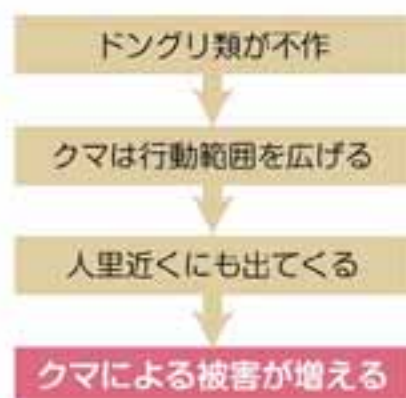 ドングリ類が不作
クマは行動範囲を広げる
人里近くにも出てくる
クマによる被害が増える